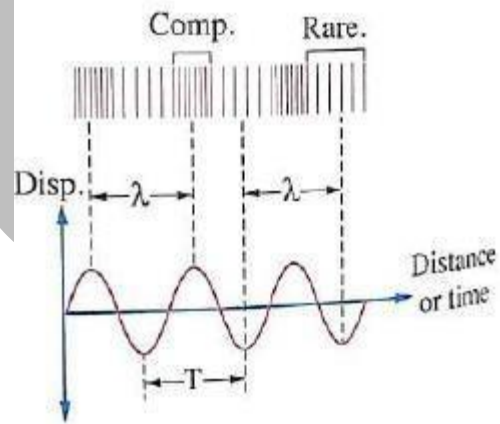 Comp. Rare.
Disp.
λ λ
Distance
or time
T